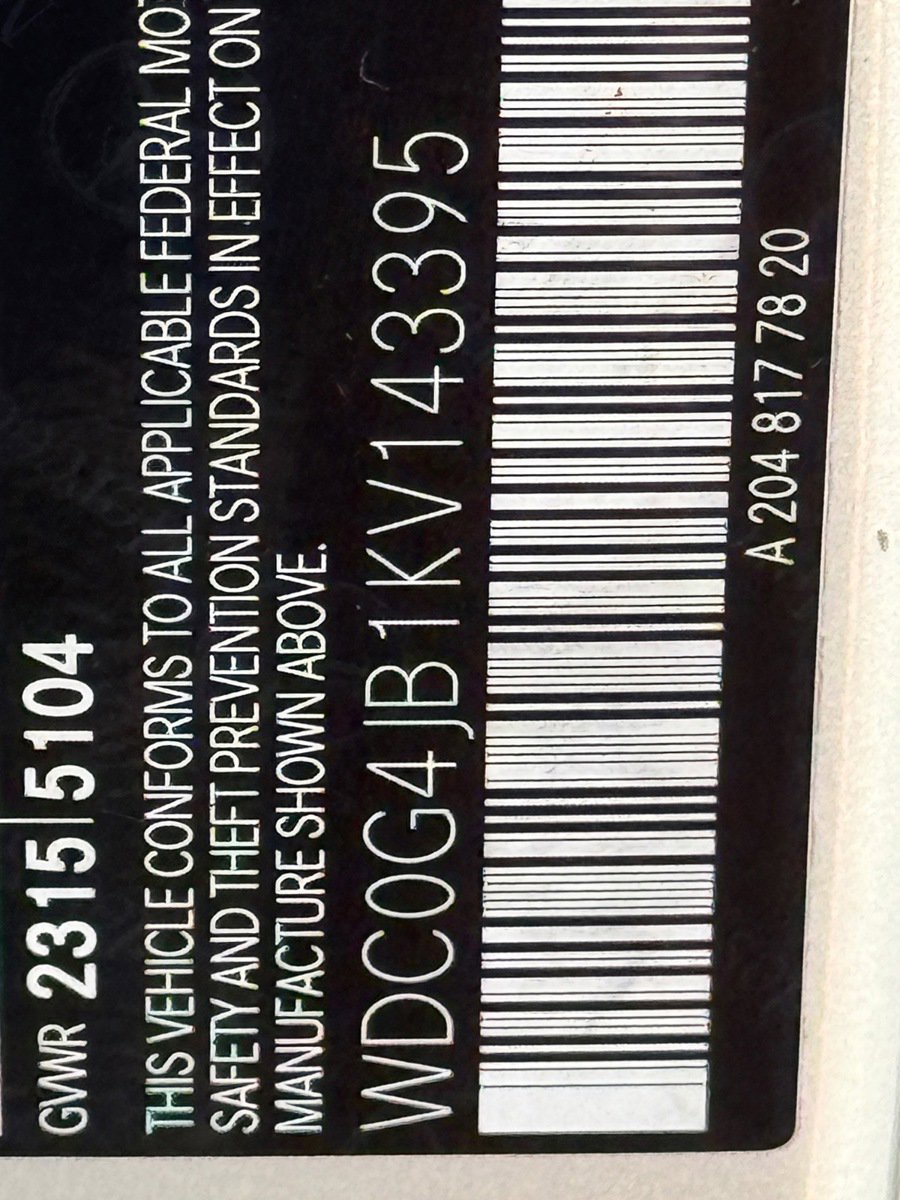 GVWR 2315|5104
THIS VEHICLE CONFORMS TO ALL APPLICABLE FEDERAL MOT
SAFETY AND THEFT PREVENTION STANDARDS IN EFFECT ON
MANUFACTURE SHOWN ABOVE.
WDC0G4JB1KV143395
A 204 817 78 20